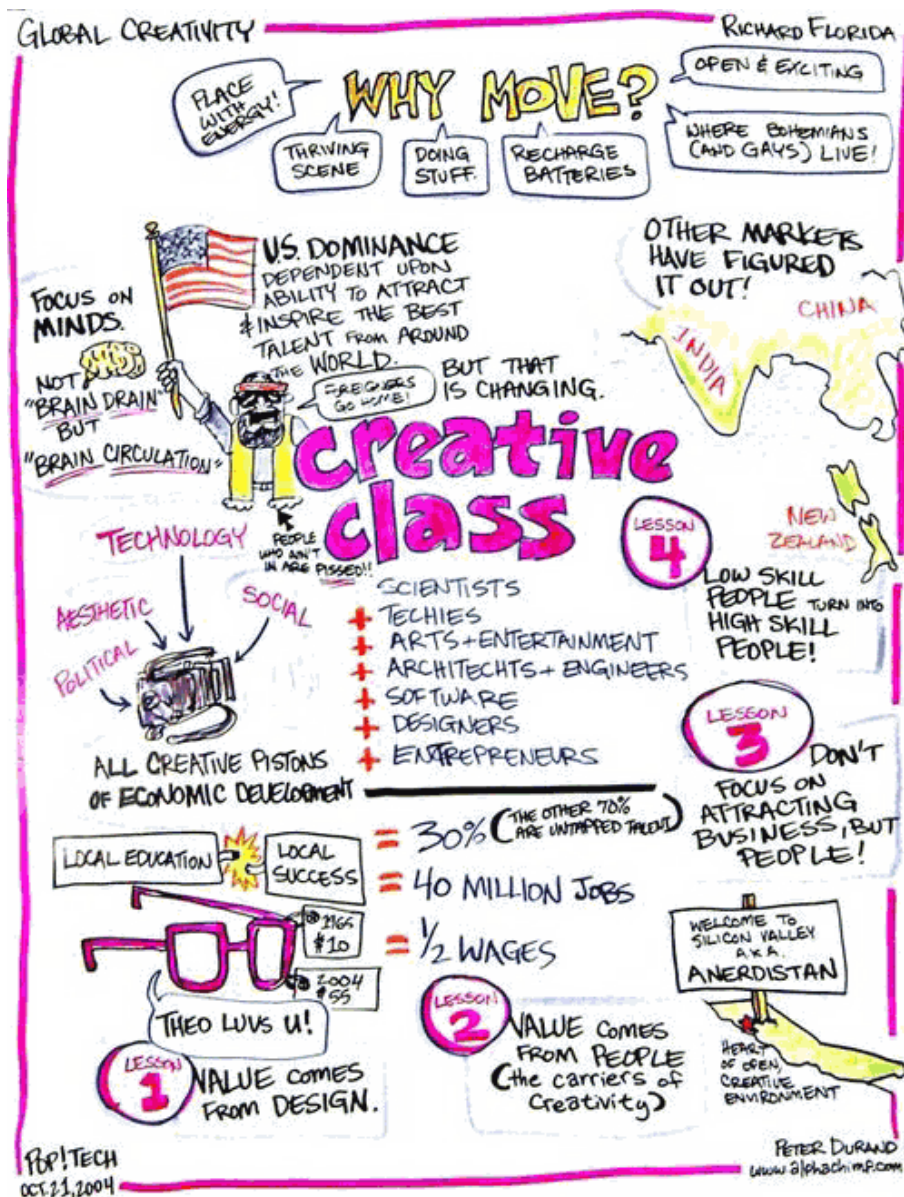 GLOBAL CREATIVITY
RICHARD FLORIDA
WHY MOVE?
PLACE
WITH
ENERGY!
THRIVING
SCENE
DOING
STUFF.
RECHARGE
BATTERIES
OPEN & EXCITING
WHERE BOHEMIANS
(AND GAYS) LIVE!
FOCUS ON
MINDS.
NOT
"BRAIN DRAIN"
BUT
"BRAIN CIRCULATION"
U.S. DOMINANCE
DEPENDENT UPON
ABILITY TO ATTRACT
& INSPIRE THE BEST
TALENT FROM AROUND
THE WORLD.
FOREIGNERS
GO HOME!
BUT THAT
IS CHANGING.
OTHER MARKETS
HAVE FIGURED
IT OUT!
CHINA
INDIA
NEW
ZEALAND
creative
class
PEOPLE
WHO AIN'T
IN ARE PISSED!!
TECHNOLOGY
AESTHETIC
SOCIAL
POLITICAL
ALL CREATIVE PISTONS
OF ECONOMIC DEVELOPMENT
SCIENTISTS
+ TECHIES
+ ARTS + ENTERTAINMENT
+ ARCHITECHTS + ENGINEERS
+ SOFTWARE
+ DESIGNERS
+ ENTREPRENEURS
= 30% (THE OTHER 70%
ARE UNTAPPED TALENT)
= 40 MILLION JOBS
= 1/2 WAGES
LESSON
4
LOW SKILL
PEOPLE TURN INTO
HIGH SKILL
PEOPLE!
LESSON
3
DON'T
FOCUS ON
ATTRACTING
BUSINESS, BUT
PEOPLE!
LOCAL EDUCATION
LOCAL
SUCCESS
1965
$10
2004
$55
THEO LUVS U!
LESSON
1
VALUE COMES
FROM DESIGN.
LESSON
2
VALUE COMES
FROM PEOPLE
(the carriers of
Creativity)
WELCOME TO
SILICON VALLEY
A.K.A.
ANERDISTAN
HEART
OF OPEN,
CREATIVE
ENVIRONMENT
POP!TECH
OCT. 21, 2004
PETER DURAND
www.alphachimp.com